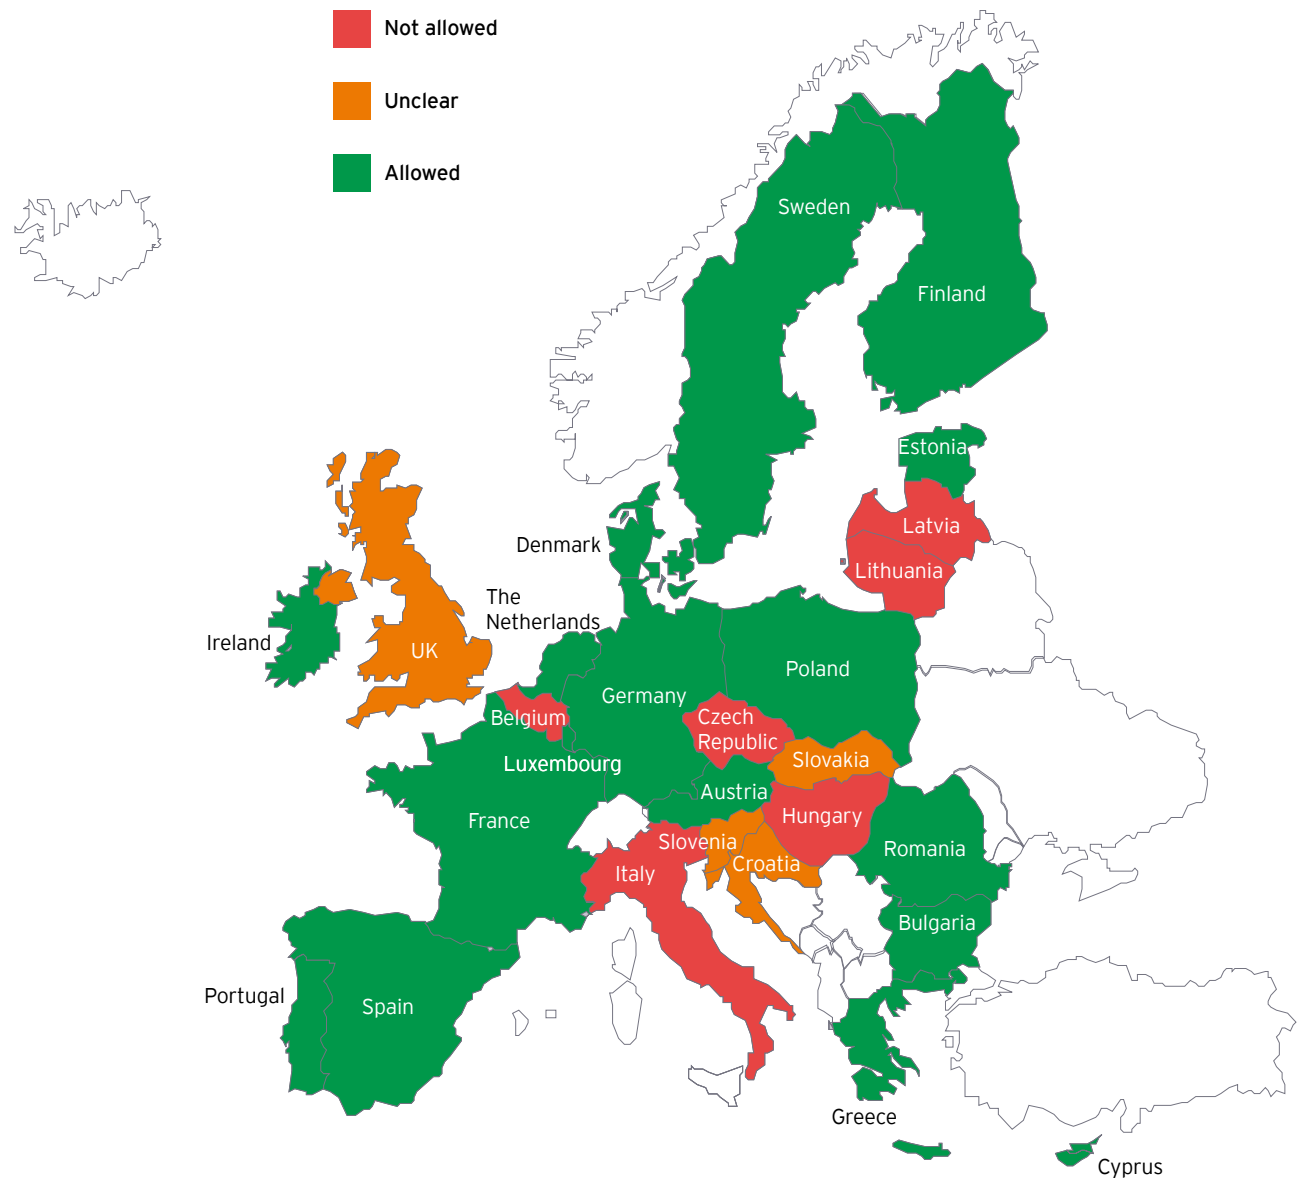 Not allowed
Unclear
Allowed
Sweden
Finland
Estonia
Latvia
Denmark
Lithuania
The
Netherlands
Ireland
UK
Poland
Germany
Belgium
Czech
Republic
Luxembourg
Slovakia
Austria
France
Hungary
Slovenia
Romania
Croatia
Italy
Bulgaria
Portugal
Spain
Greece
Cyprus